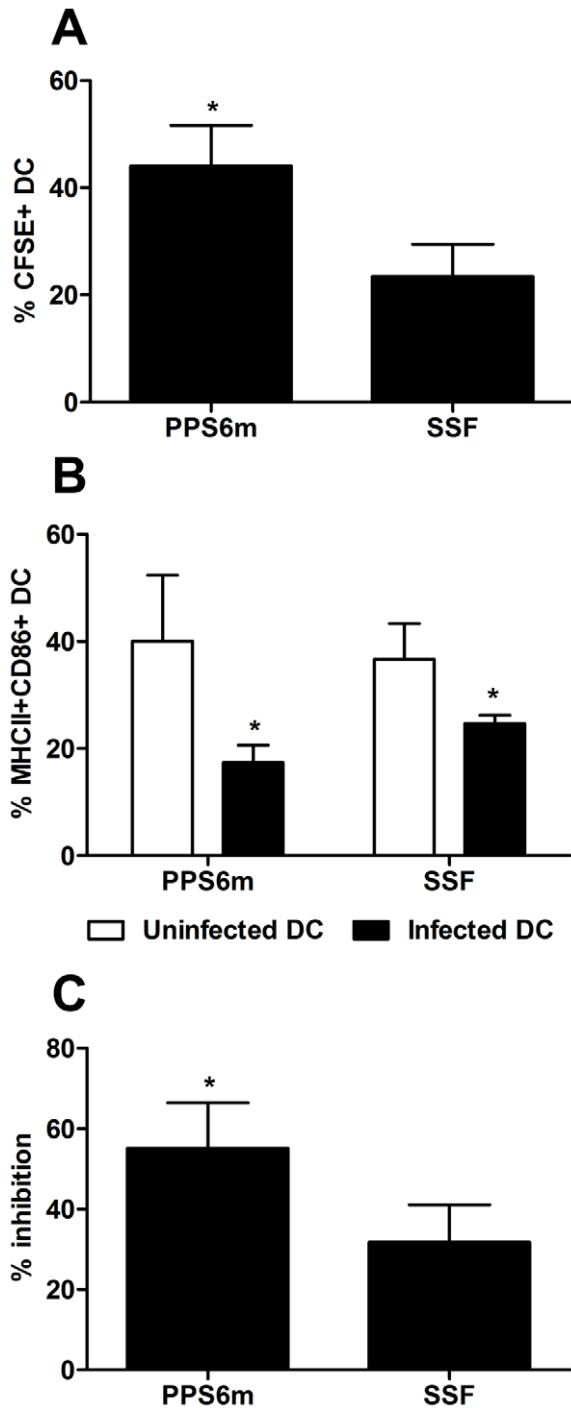 A
% CFSE+ DC
60
40
20
0
*
PPS6m
SSF
B
% MHCII+CD86+ DC
60
40
20
0
*
*
PPS6m
SSF
Uninfected DC
Infected DC
C
% inhibition
80
60
40
20
0
*
PPS6m
SSF